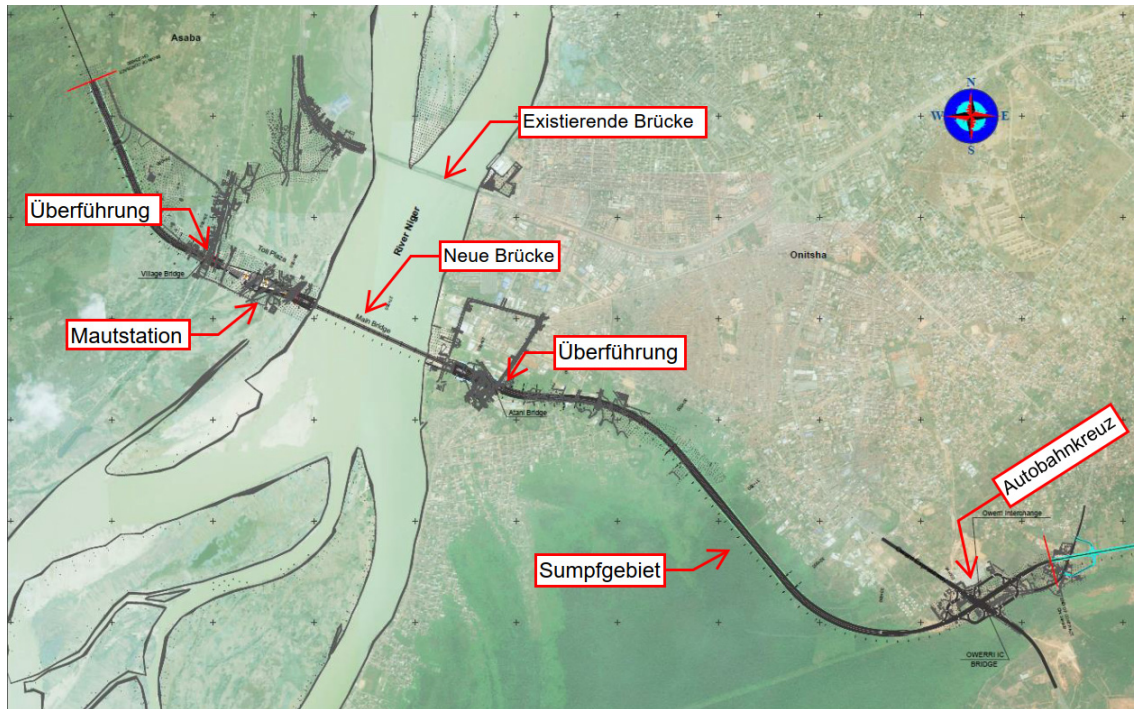 Asaba
N
W
E
S
Existierende Brücke
Überführung
River Niger
Toll Plaza
Onitsha
Neue Brücke
Village Bridge
Main Bridge
Mautstation
Überführung
Atani Bridge
Autobahnkreuz
Owerri Interchange
Sumpfgebiet
OWERRI IC
BRIDGE